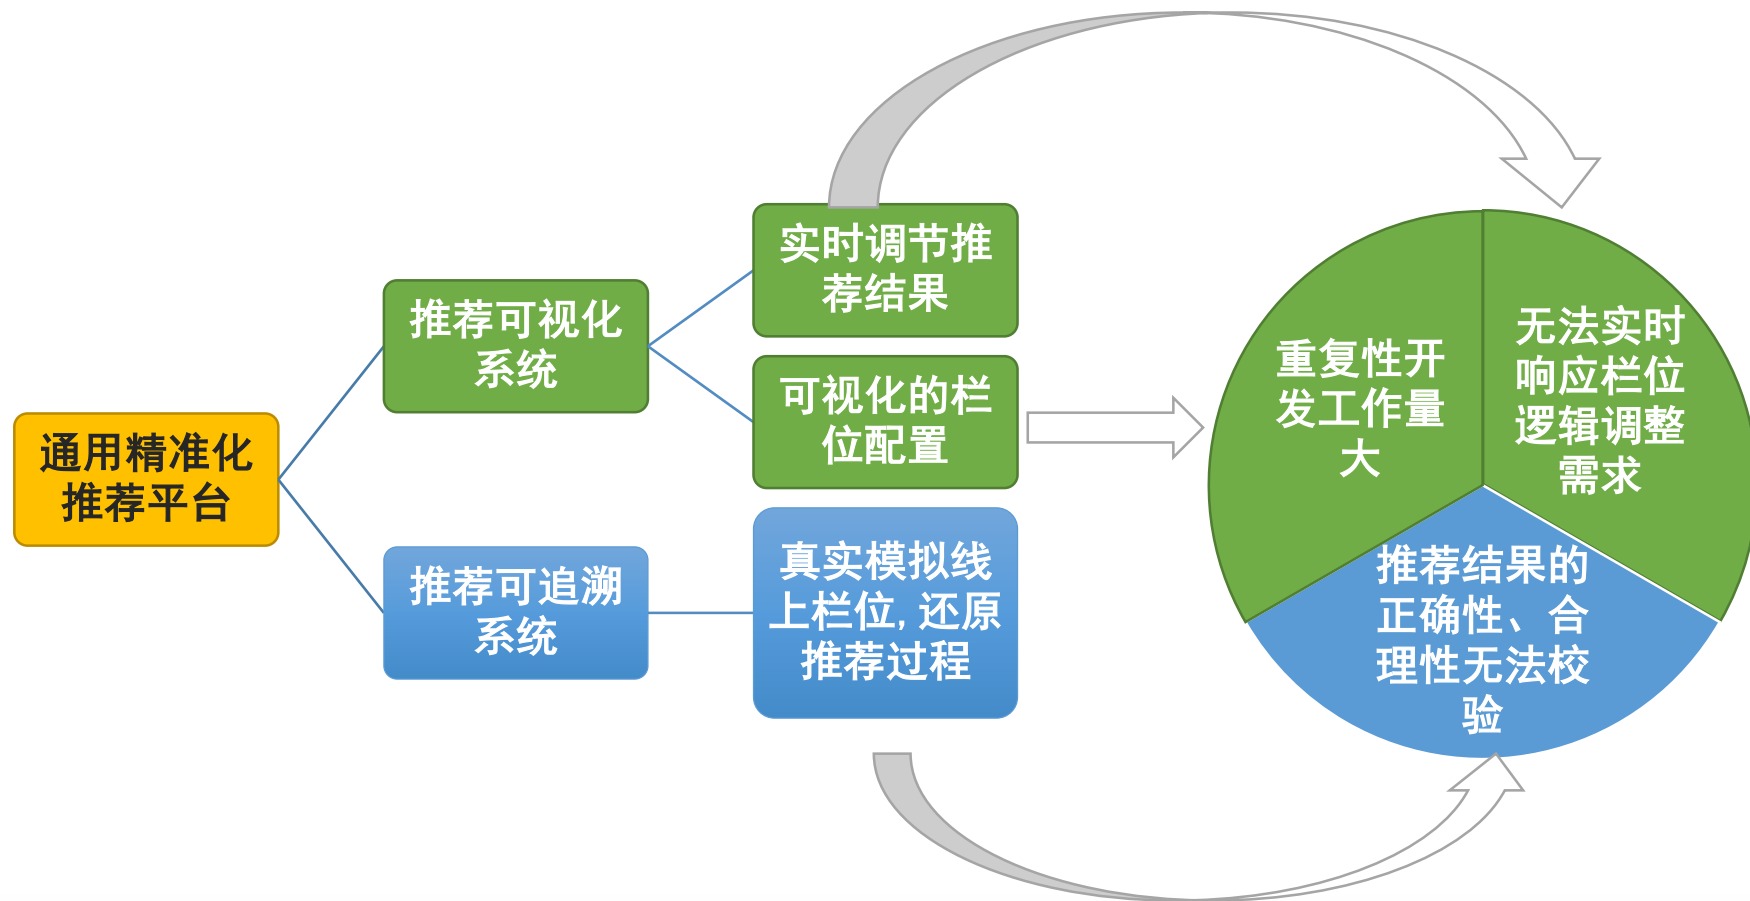 通用精准化
推荐平台
推荐可视化
系统
推荐可追溯
系统
实时调节推
荐结果
可视化的栏
位配置
真实模拟线
上栏位,还原
推荐过程
重复性开
发工作量
大
无法实时
响应栏位
逻辑调整
需求
推荐结果的
正确性、合
理性无法校
验